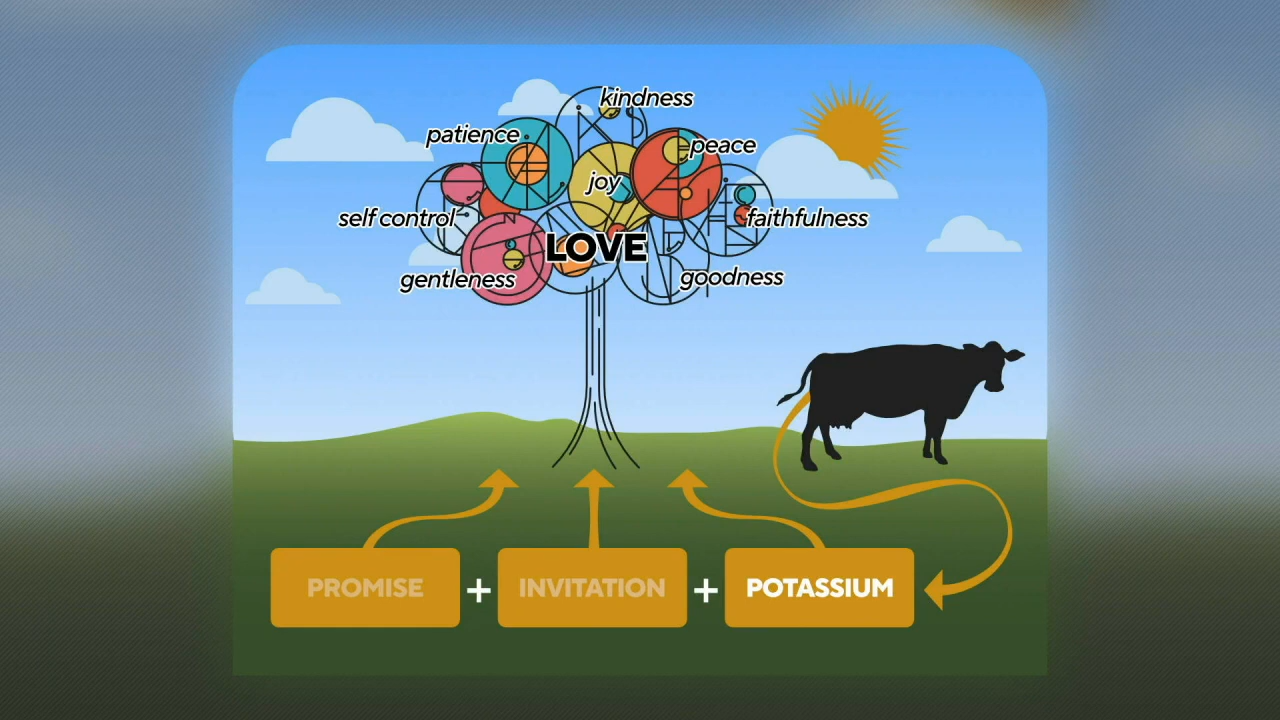 kindness
patience
peace
joy
self control
faithfulness
LOVE
gentleness
goodness
PROMISE + INVITATION + POTASSIUM